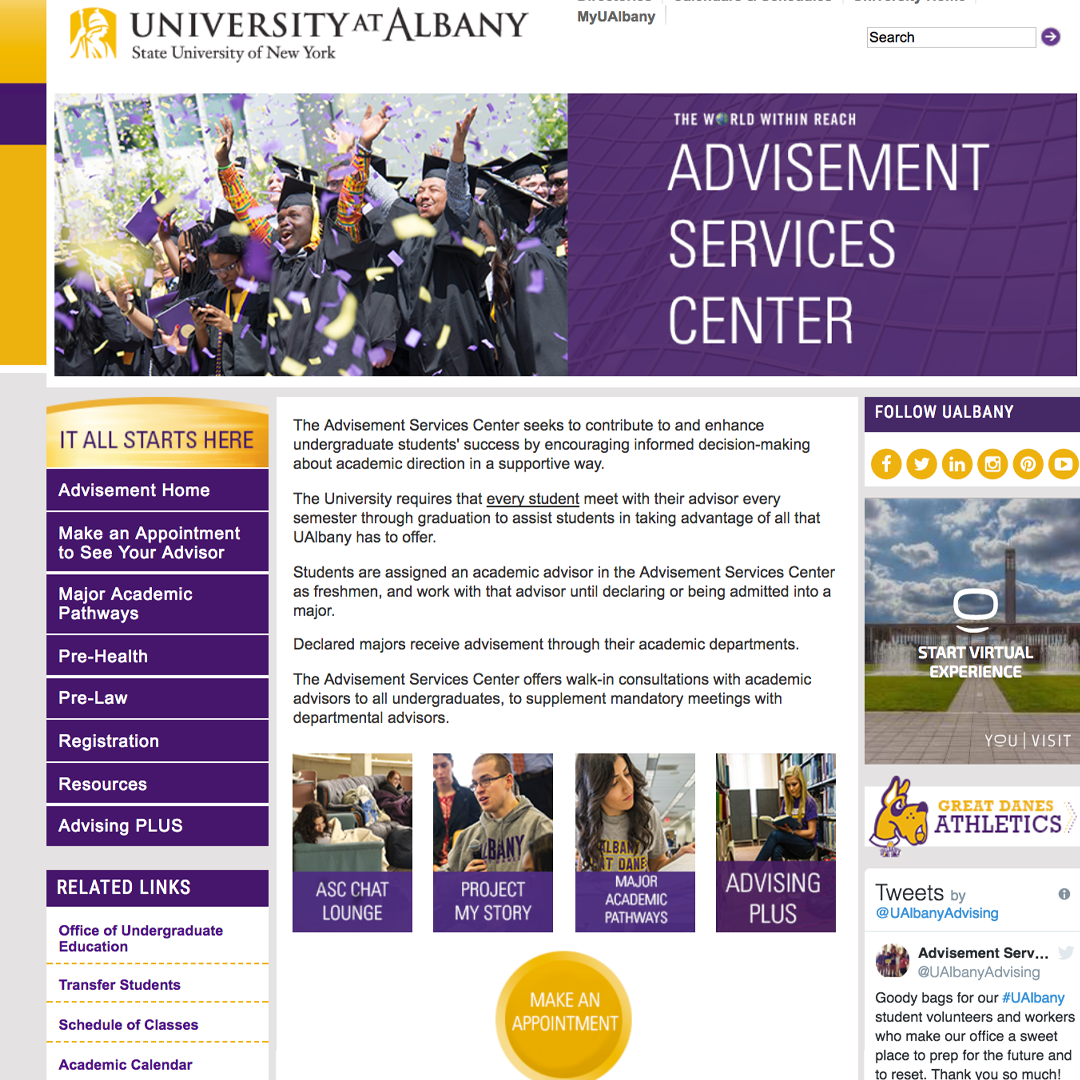 UNIVERSITY AT ALBANY
State University of New York
Directories
Calendars & Schedules
University Home
MyUAlbany
Search
THE WORLD WITHIN REACH
ADVISEMENT
SERVICES
CENTER
IT ALL STARTS HERE
Advisement Home
Make an Appointment
to See Your Advisor
Major Academic
Pathways
Pre-Health
Pre-Law
Registration
Resources
Advising PLUS
RELATED LINKS
Office of Undergraduate
Education
Transfer Students
Schedule of Classes
Academic Calendar
The Advisement Services Center seeks to contribute to and enhance
undergraduate students' success by encouraging informed decision-making
about academic direction in a supportive way.
The University requires that every student meet with their advisor every
semester through graduation to assist students in taking advantage of all that
UAlbany has to offer.
Students are assigned an academic advisor in the Advisement Services Center
as freshmen, and work with that advisor until declaring or being admitted into a
major.
Declared majors receive advisement through their academic departments.
The Advisement Services Center offers walk-in consultations with academic
advisors to all undergraduates, to supplement mandatory meetings with
departmental advisors.
ALBANY
ALBANY
AT DANE
ASC CHAT
LOUNGE
PROJECT
MY STORY
MAJOR
ACADEMIC
PATHWAYS
ADVISING
PLUS
MAKE AN
APPOINTMENT
FOLLOW UALBANY
START VIRTUAL
EXPERIENCE
YOU | VISIT
GREAT DANES
ATHLETICS
Tweets by
@UAlbanyAdvising
Advisement Serv...
@UAlbanyAdvising
Goody bags for our #UAlbany
student volunteers and workers
who make our office a sweet
place to prep for the future and
to reset. Thank you so much!